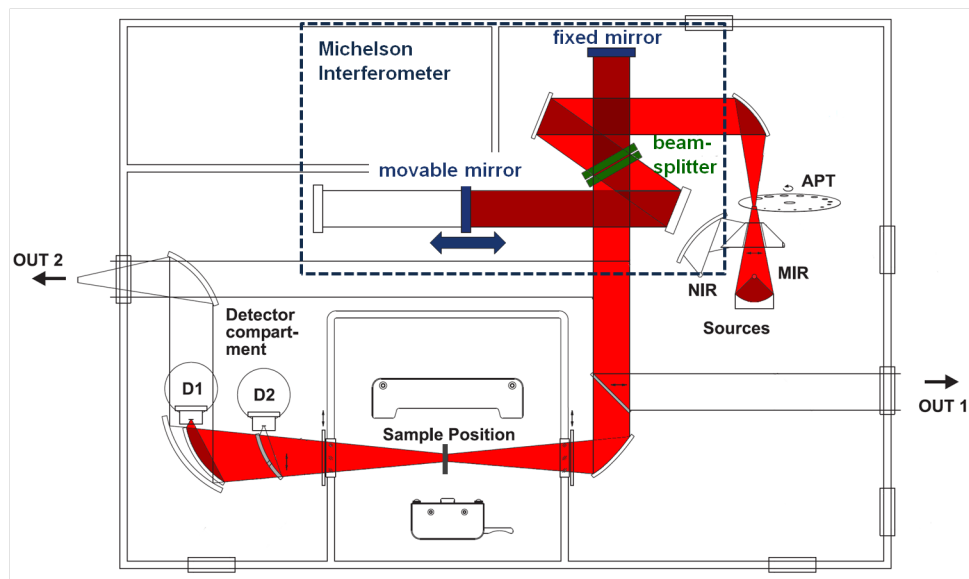 fixed mirror
Michelson
Interferometer
beam-
splitter
movable mirror
APT
OUT 2
NIR
MIR
Sources
Detector
compart-
ment
D1
D2
OUT 1
Sample Position